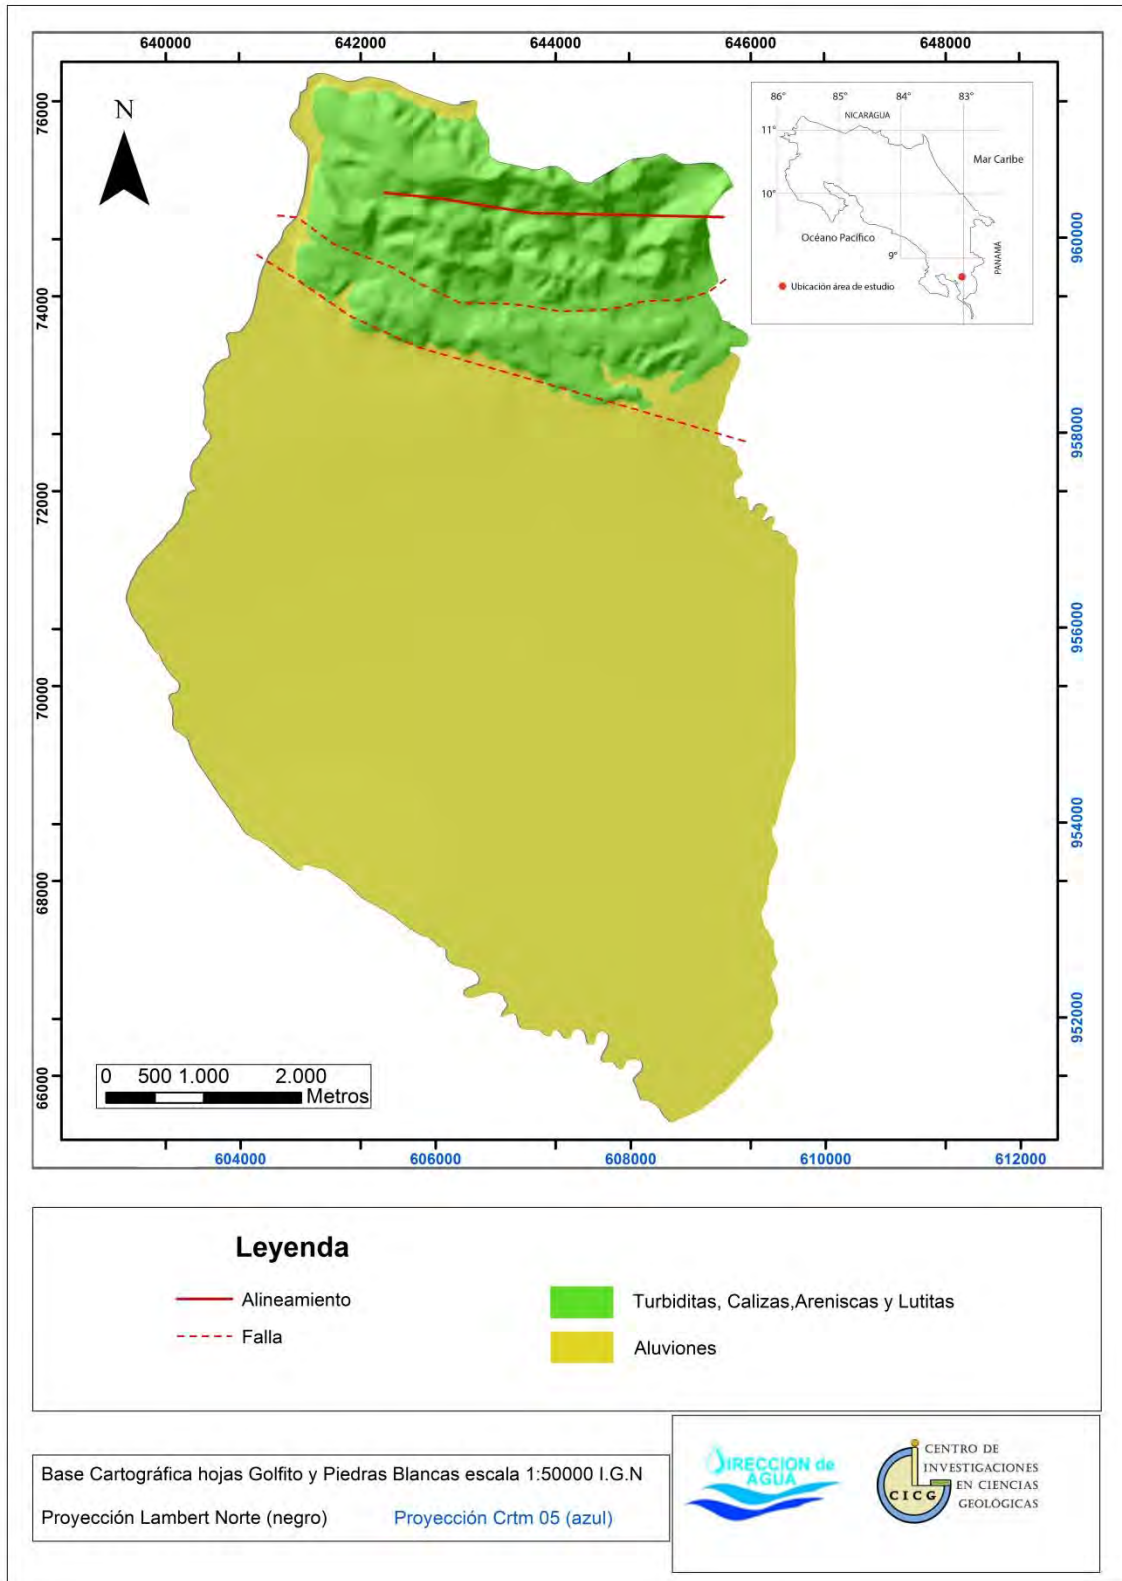 640000 642000 644000 646000 648000
76000
74000
72000
70000
68000
66000
N
86° 85° 84° 83°
NICARAGUA
11°
Mar Caribe
10°
Océano Pacífico
9°
PANAMÁ
Ubicación área de estudio
960000
958000
956000
954000
952000
0 500 1.000 2.000
Metros
604000 606000 608000 610000 612000
Leyenda
Alineamiento
Falla
Turbiditas, Calizas,Areniscas y Lutitas
Aluviones
Base Cartográfica hojas Golfito y Piedras Blancas escala 1:50000 I.G.N
Proyección Lambert Norte (negro) Proyección Crtm 05 (azul)
DIRECCION de
AGUA
CICG
CENTRO DE
INVESTIGACIONES
EN CIENCIAS
GEOLÓGICAS